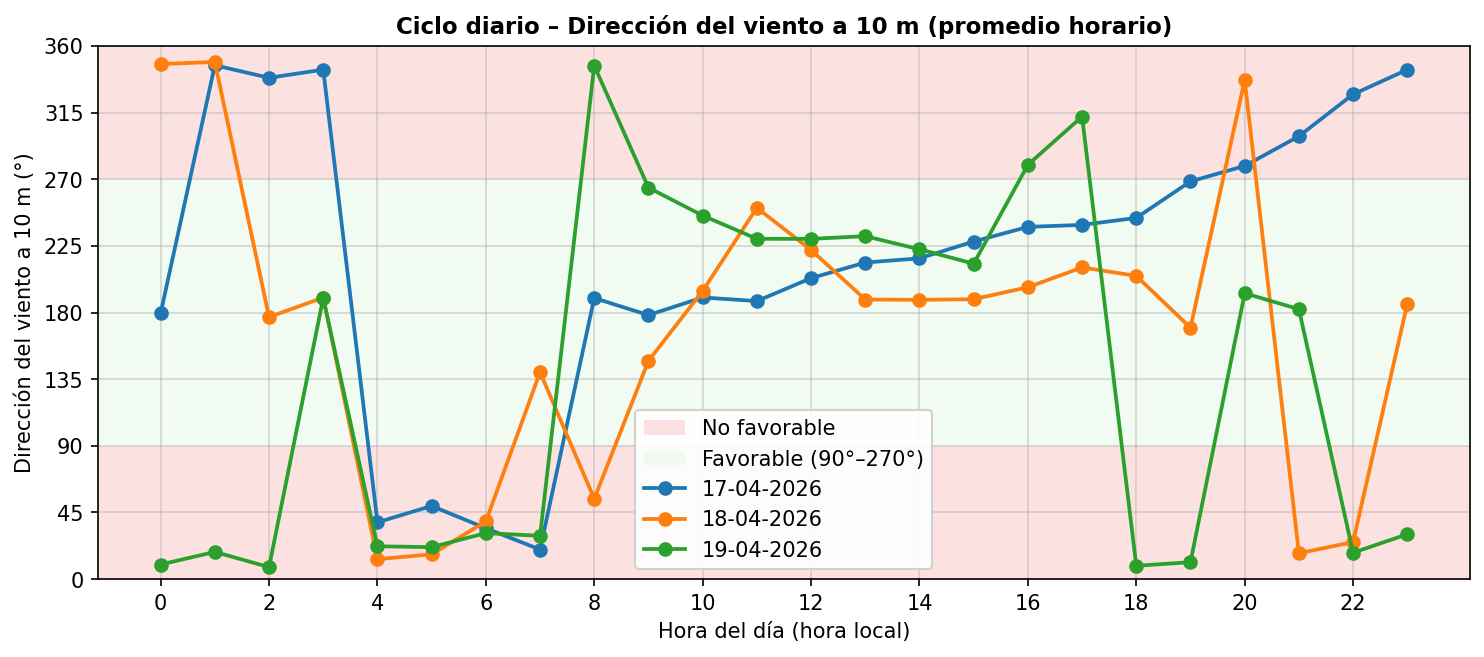 Ciclo diario – Dirección del viento a 10 m (promedio horario)
Dirección del viento a 10 m (°)
360
315
270
225
180
135
90
45
0
No favorable
Favorable (90°–270°)
17-04-2026
18-04-2026
19-04-2026
0 2 4 6 8 10 12 14 16 18 20 22
Hora del día (hora local)